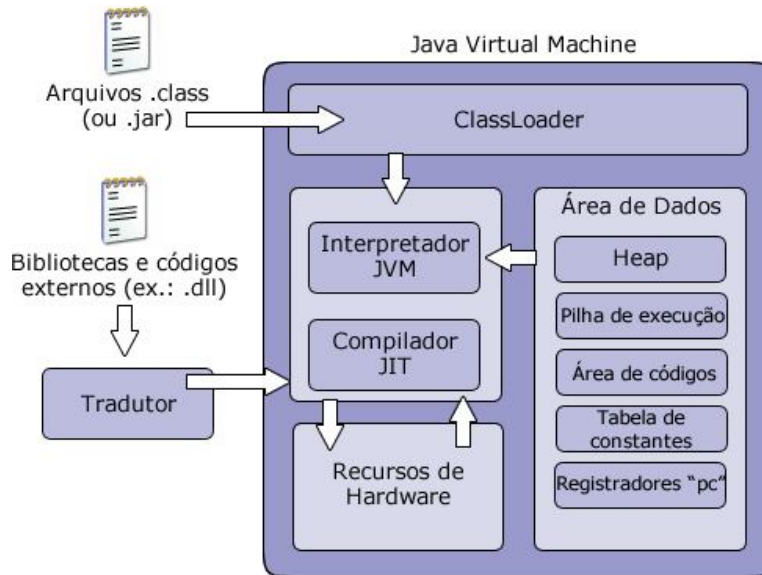 Java Virtual Machine
Arquivos .class
(ou .jar)
ClassLoader
Bibliotecas e códigos
externos (ex.: .dll)
Tradutor
Interpretador
JVM
Compilador
JIT
Recursos de
Hardware
Área de Dados
Heap
Pilha de execução
Área de códigos
Tabela de
constantes
Registradores “pc”